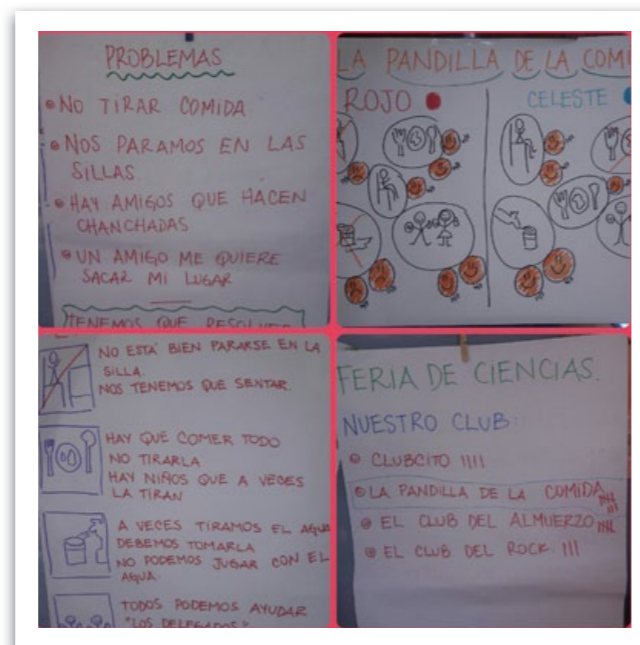 PROBLEMAS
NO TIRAR COMIDA
NOS PARAMOS EN LAS
SILLAS
HAY AMIGOS QUE HACEN
CHANCHADAS
UN AMIGO ME QUIERE
SACAR MI LUGAR
TENEMOS QUE RESOLVER
LA PANDILLA DE LA COMI
ROJO
CELESTE
NO ESTÁ BIEN PARARSE EN LA
SILLA.
NOS TENEMOS QUE SENTAR.
HAY QUE COMER TODO
NO TIRARLA
HAY NIÑOS QUE A VECES
LA TIRAN
A VECES TIRAMOS EL AGUA
DEBEMOS TOMARLA
NO PODEMOS JUGAR CON EL
AGUA.
TODOS PODEMOS AYUDAR
"LOS DELEGADOS"
FERIA DE CIENCIAS.
NUESTRO CLUB:
CLUBCITO IIII
LA PANDILLA DE LA COMIDA
EL CLUB DEL ALMUERZO
EL CLUB DEL ROCK. III